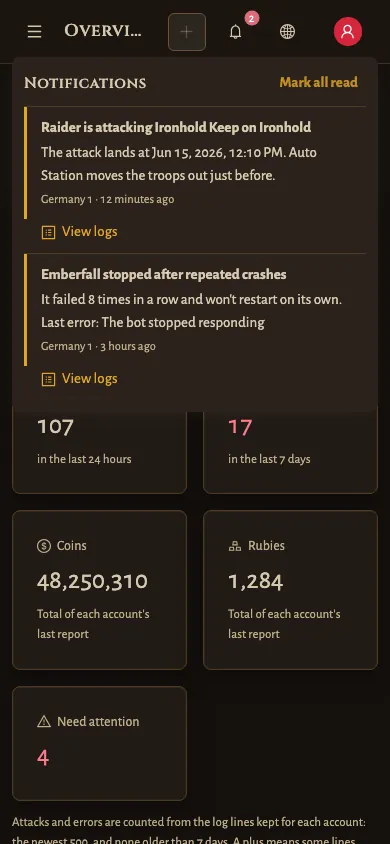 Overvi...
2
Notifications
Mark all read
Raider is attacking Ironhold Keep on Ironhold
The attack lands at Jun 15, 2026, 12:10 PM. Auto
Station moves the troops out just before.
Germany 1 · 12 minutes ago
View logs
Emberfall stopped after repeated crashes
It failed 8 times in a row and won't restart on its own.
Last error: The bot stopped responding
Germany 1 · 3 hours ago
View logs
107
in the last 24 hours
17
in the last 7 days
Coins
48,250,310
Total of each account's
last report
Rubies
1,284
Total of each account's
last report
Need attention
4
Attacks and errors are counted from the log lines kept for each account:
the newest 500, and none older than 7 days. A plus means some lines